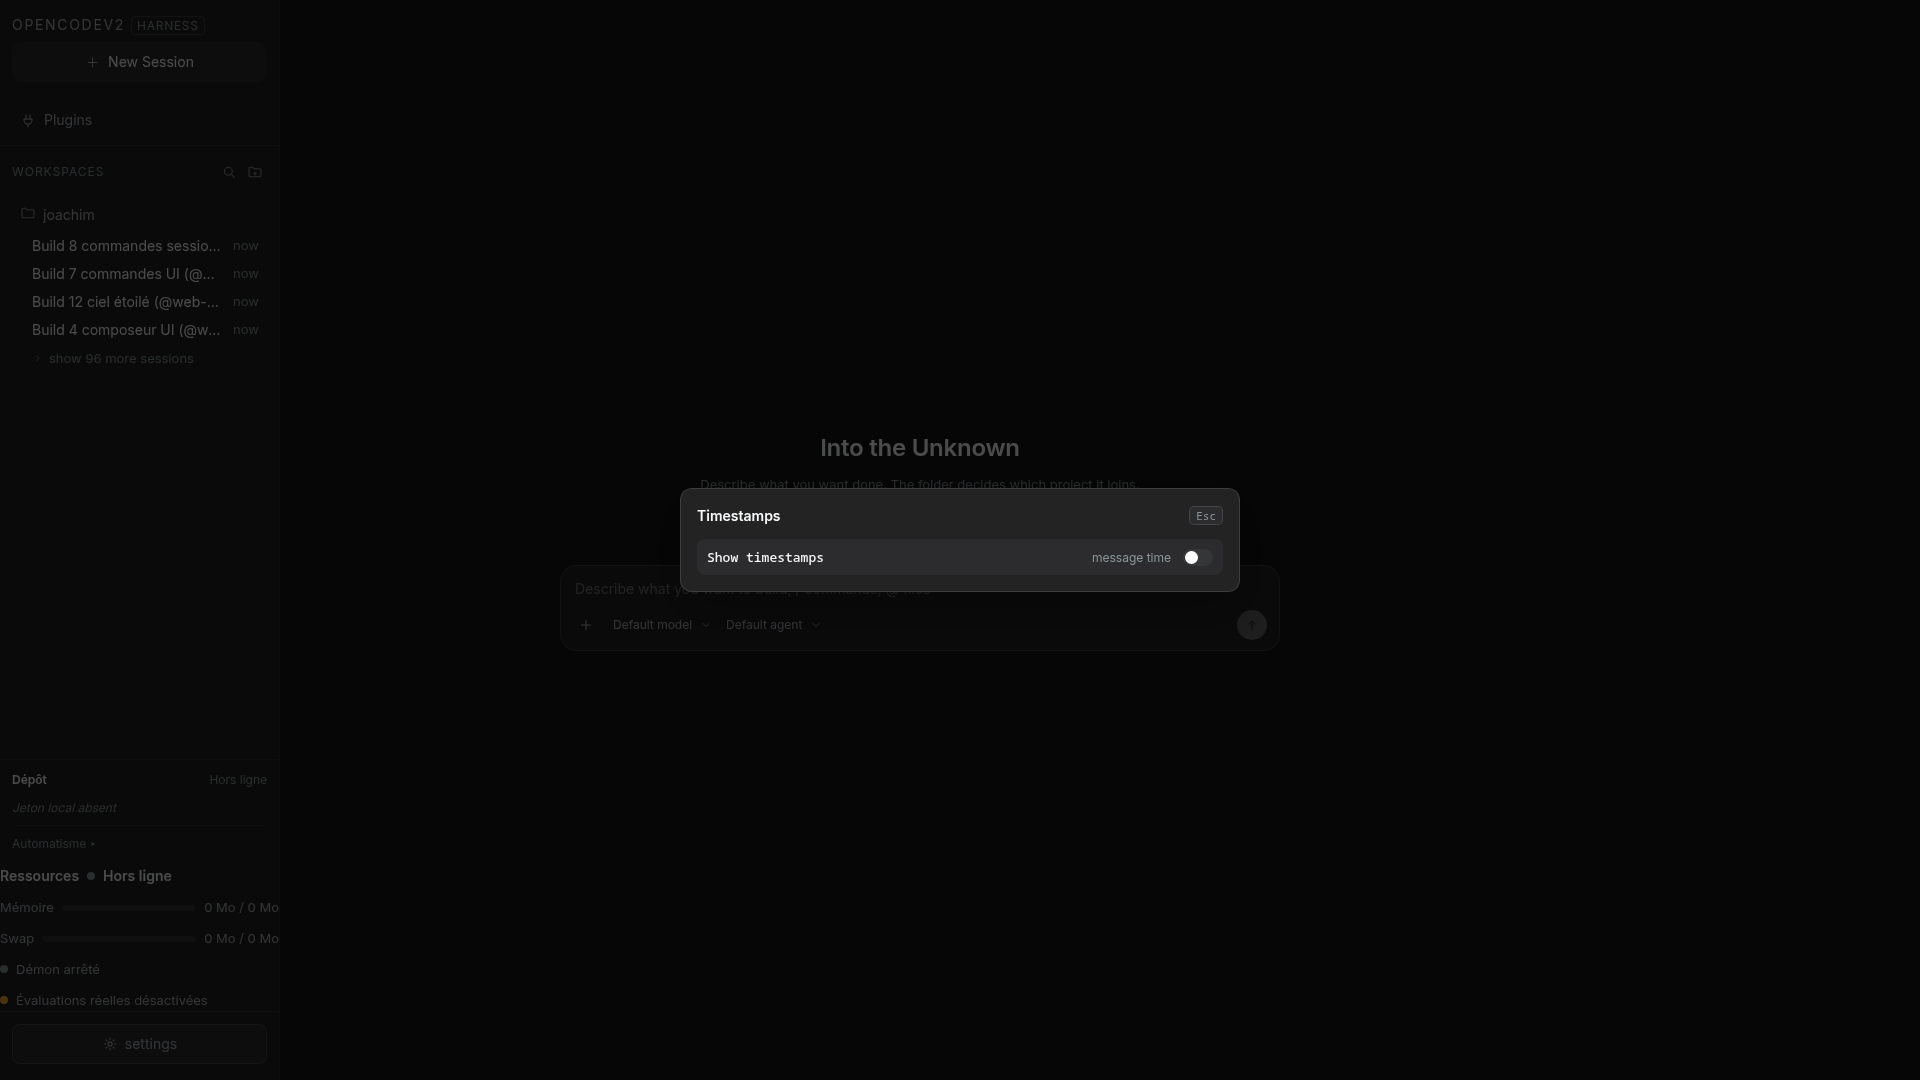 OPENCODEV2 HARNESS
New Session
Plugins
WORKSPACES
joachim
Build 8 commandes sessio... now
Build 7 commandes UI (@... now
Build 12 ciel étoilé (@web-... now
Build 4 composeur UI (@w... now
show 96 more sessions
Dépôt Hors ligne
Jeton local absent
Automatisme
Ressources Hors ligne
Mémoire 0 Mo / 0 Mo
Swap 0 Mo / 0 Mo
Démon arrêté
Évaluations réelles désactivées
settings
Into the Unknown
Describe what you want done. The folder decides which project it joins.
Timestamps Esc
Show timestamps message time
Describe what you
Default model Default agent